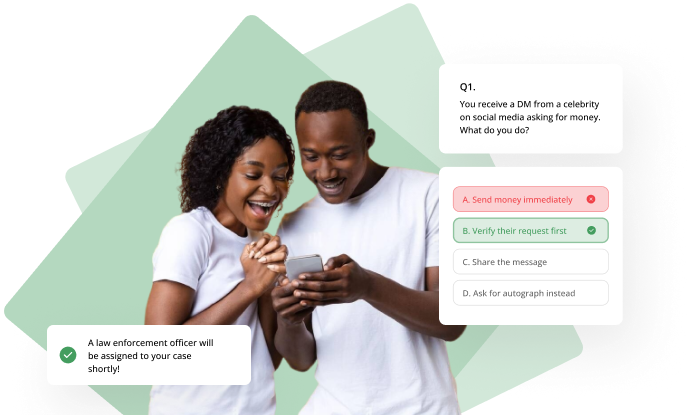 Q1.
You receive a DM from a celebrity
on social media asking for money.
What do you do?
A. Send money immediately
B. Verify their request first
C. Share the message
D. Ask for autograph instead
A law enforcement officer will
be assigned to your case
shortly!